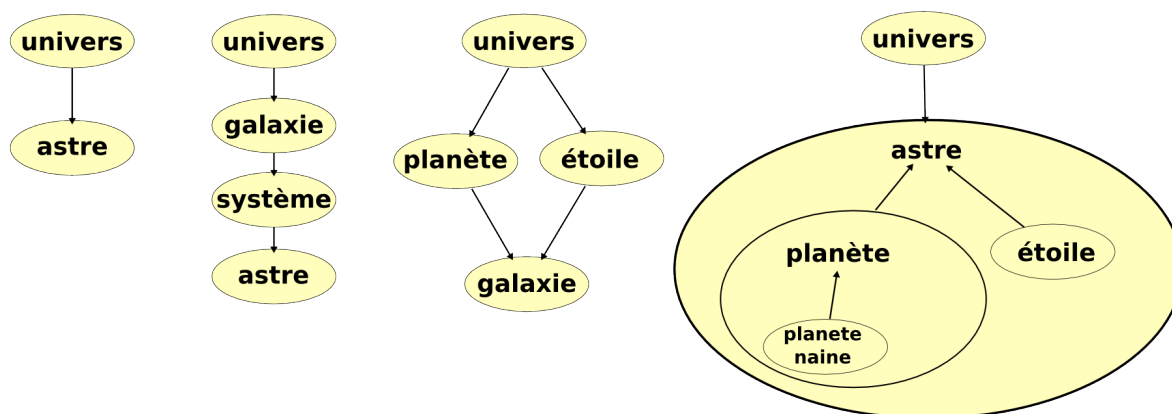 univers
astre
univers
galaxie
système
astre
univers
planète
étoile
galaxie
univers
astre
planète
étoile
planete
naine